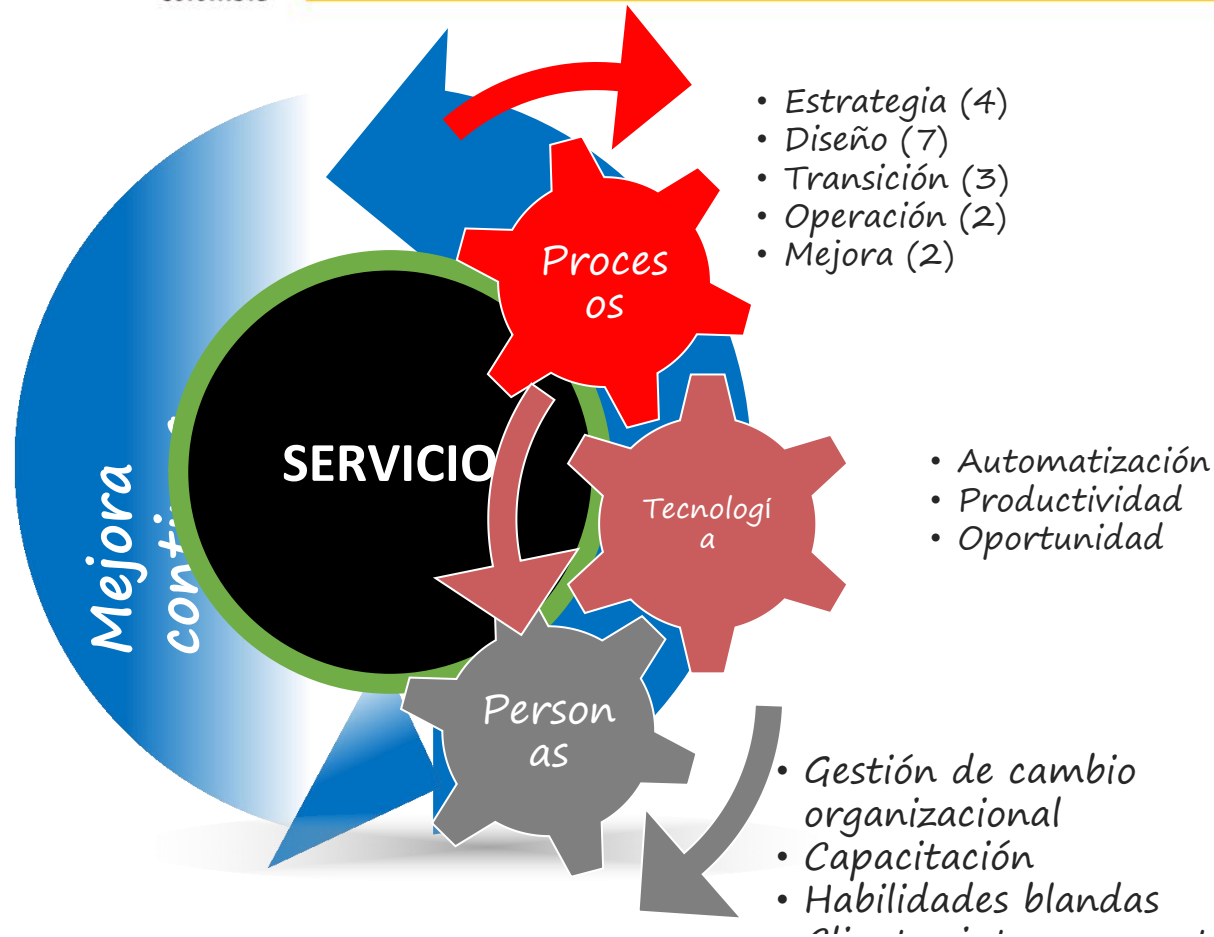 • Estrategia (4)
• Diseño (7)
• Transición (3)
• Operación (2)
• Mejora (2)
Proces
os
SERVICIO
Mejora
Tecnologí
a
• Automatización
• Productividad
• Oportunidad
Person
as
• Gestión de cambio
organizacional
• Capacitación
• Habilidades blandas